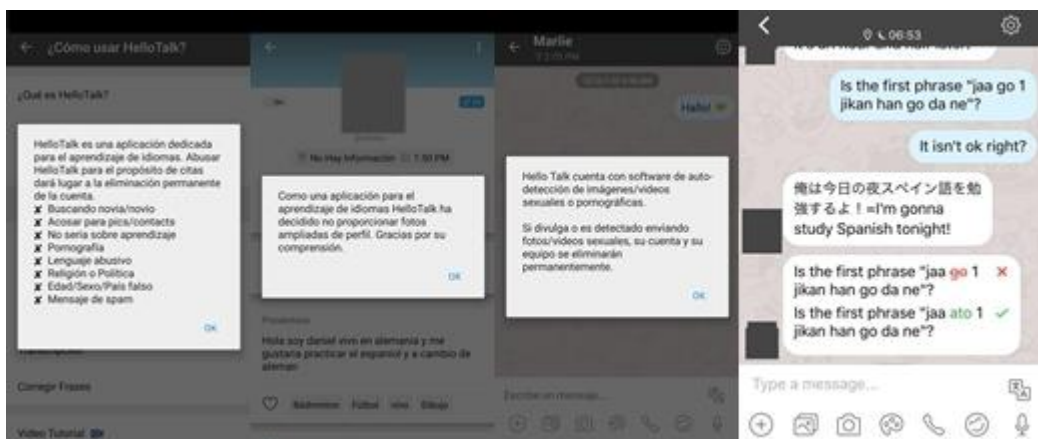 ¿Cómo usar HelloTalk?
¿Qué es HelloTalk?
HelloTalk es una aplicación dedicada
para el aprendizaje de idiomas. Abusar
HelloTalk para el propósito de citas
dará lugar a la eliminación permanente
de la cuenta.
✘ Buscando novia/novio
✘ Acosar para pics/contacts
✘ No seria sobre aprendizaje
✘ Pornografía
✘ Lenguaje abusivo
✘ Religión o Política
✘ Edad/Sexo/País falso
✘ Mensaje de spam
OK
Corregir Frases
Video Tutorial
No Hay Información 1:50 PM
Como una aplicación para el
aprendizaje de idiomas HelloTalk ha
decidido no proporcionar fotos
ampliadas de perfil. Gracias por su
comprensión.
OK
Hola soy daniel vivo en alemania y me
gustaria practicar el espaniol y a cambio de
aleman
Bádminton Futbol vivo Dibujo
Marlie
Hallo!
Hello Talk cuenta con software de auto-
detección de imágenes/videos
sexuales o pornográficas.
Si divulga o es detectado enviando
fotos/videos sexuales, su cuenta y su
equipo se eliminarán
permanentemente.
OK
Escribe un mensaje...
06:53
Is the first phrase "jaa go 1
jikan han go da ne"?
It isn't ok right?
俺は今日の夜スペイン語を勉
強するよ！=I'm gonna
study Spanish tonight!
Is the first phrase "jaa go 1
jikan han go da ne"?
Is the first phrase "jaa ato 1
jikan han go da ne"?
Type a message...